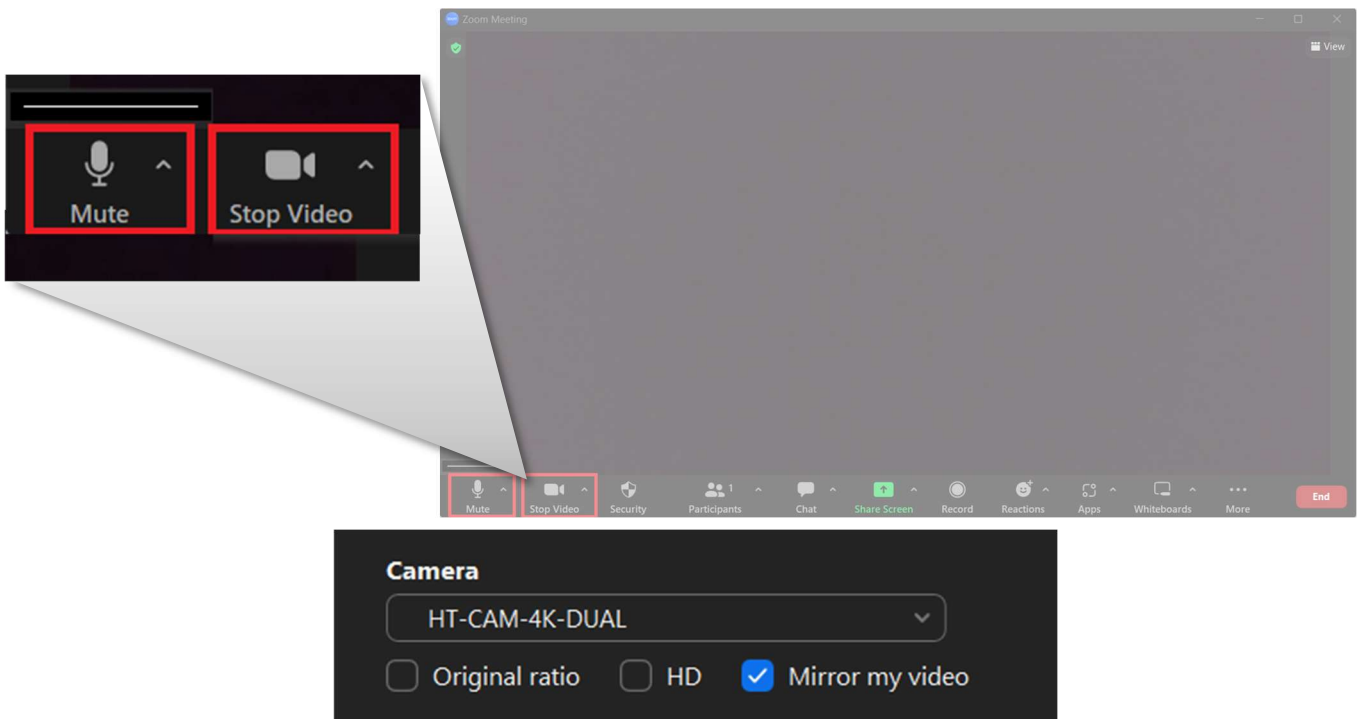 Zoom Meeting
View
Mute Stop Video
Mute Stop Video Security Participants 1 Chat Share Screen Record Reactions Apps Whiteboards More End
Camera
HT-CAM-4K-DUAL
Original ratio HD Mirror my video